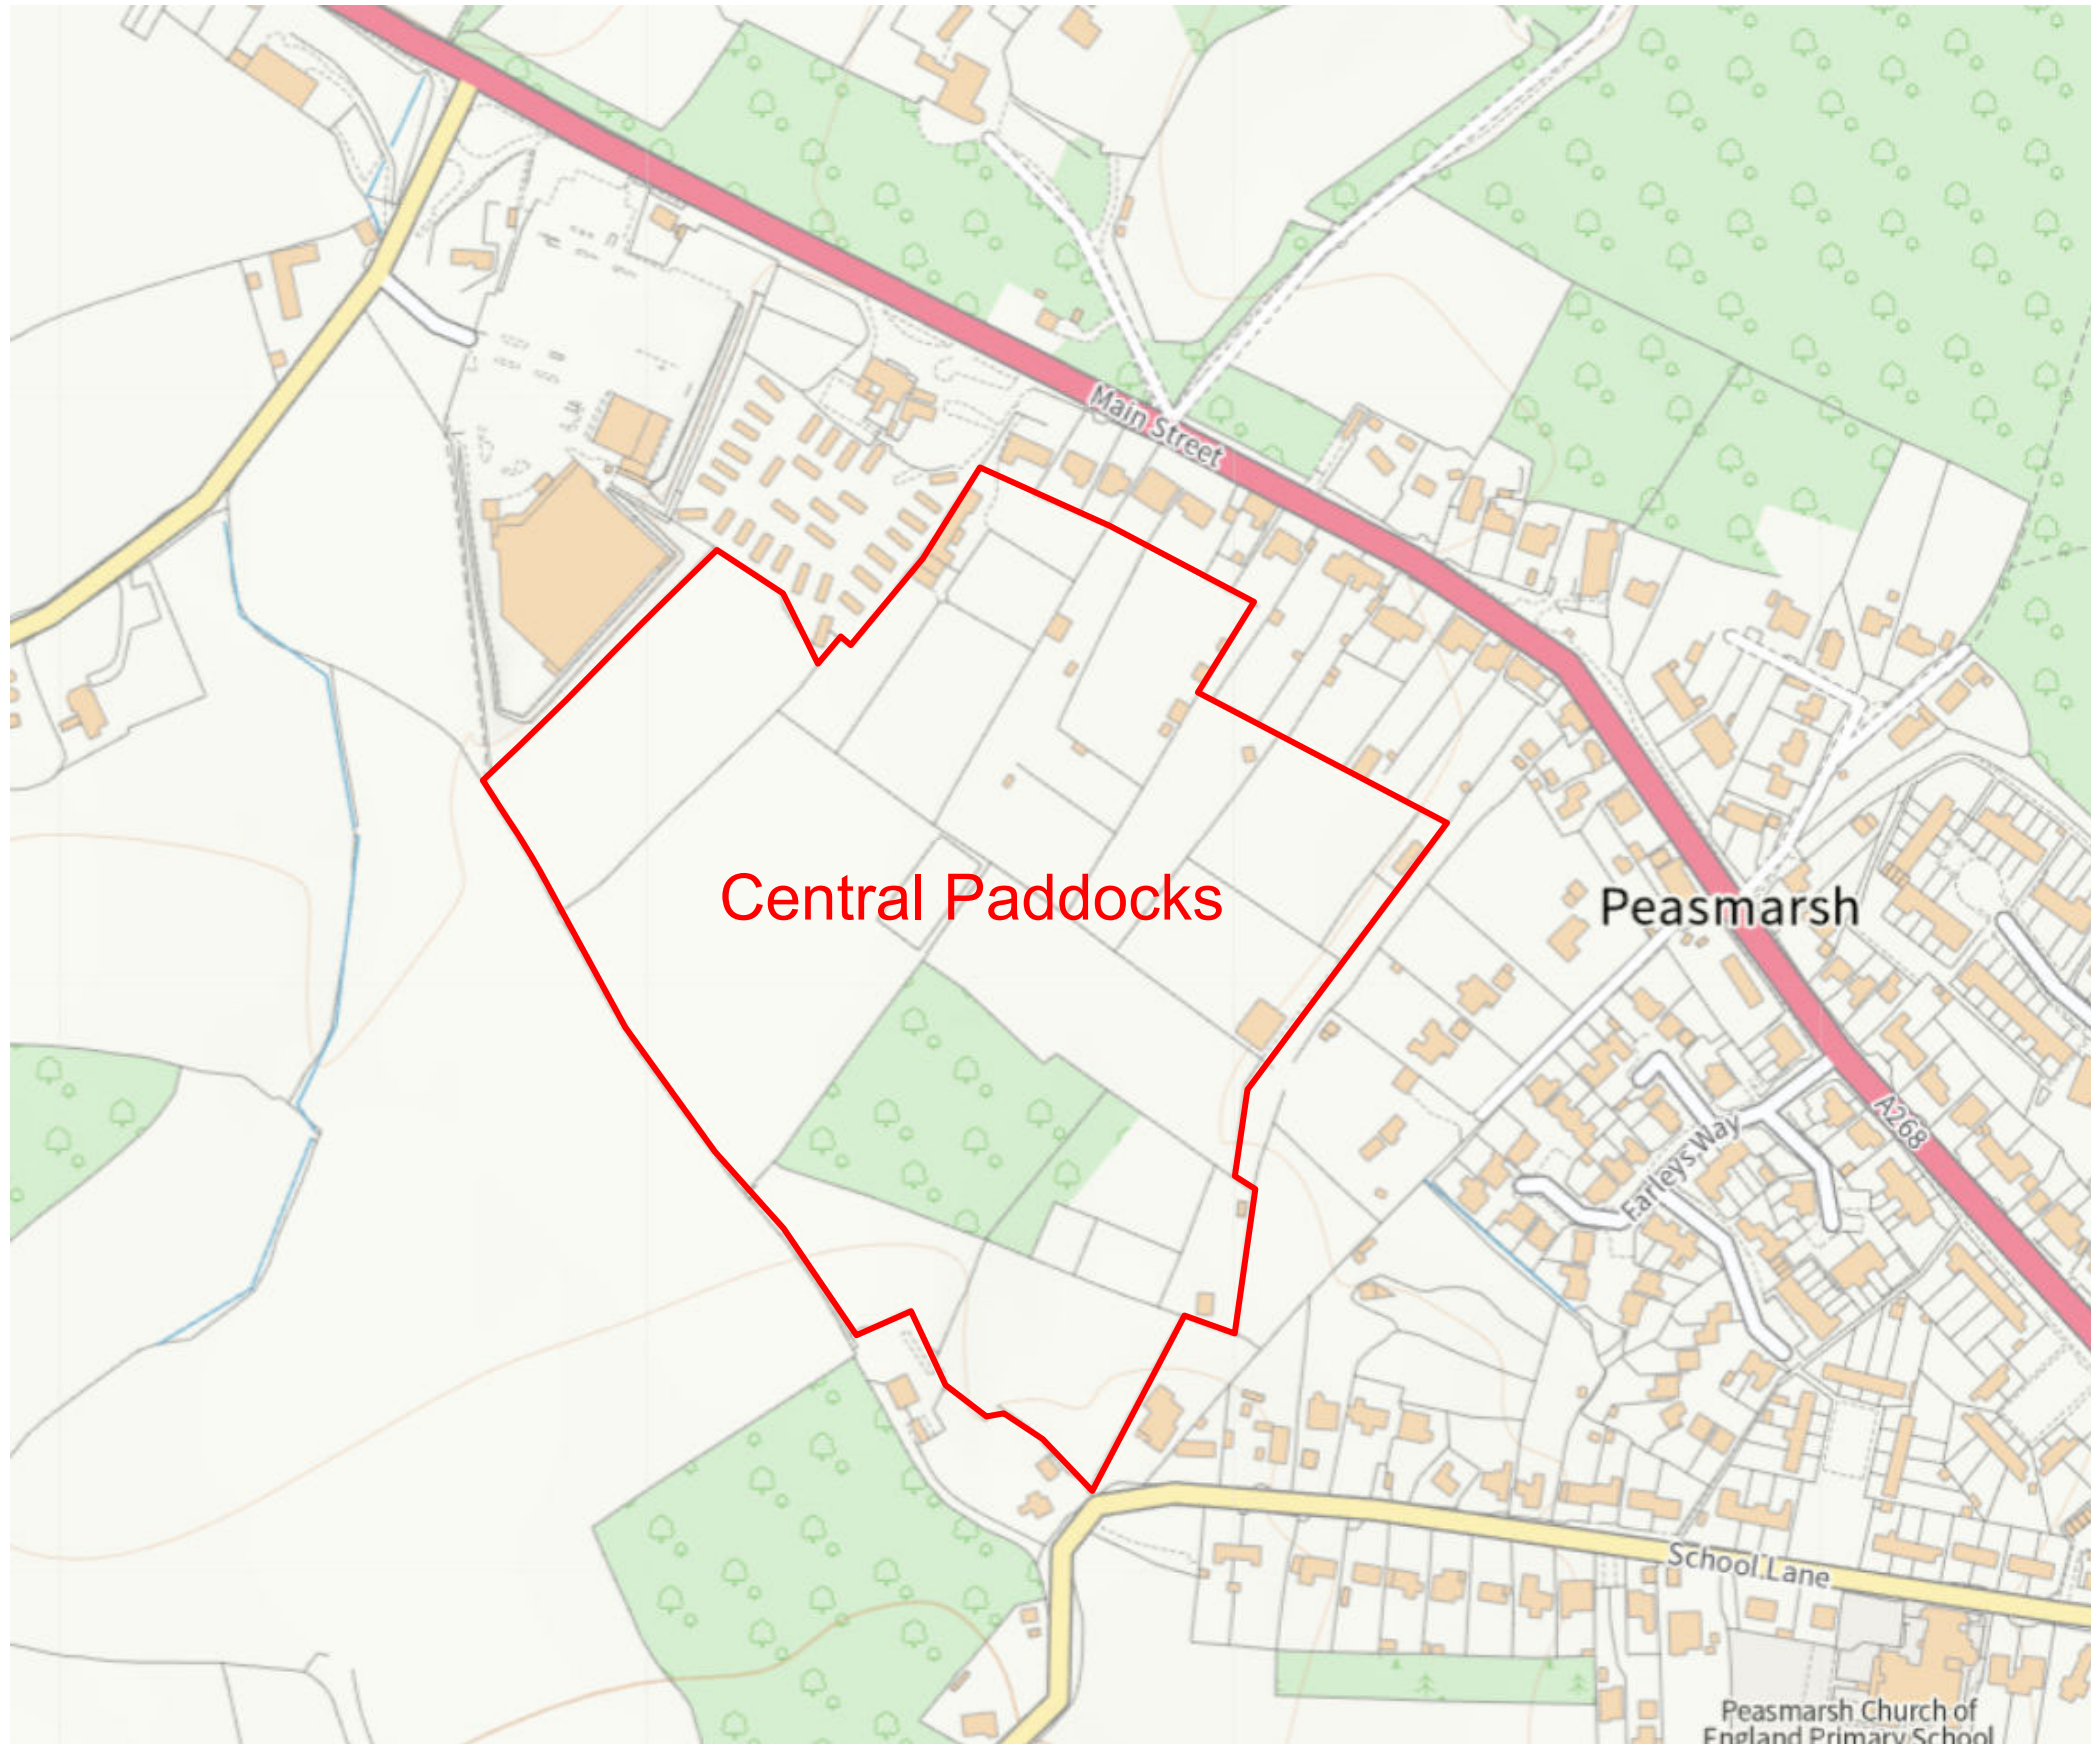 Main Street
Central Paddocks
Peasmarsh
A268
Farleys Way
School Lane
Peasmarsh Church of
England Primary School